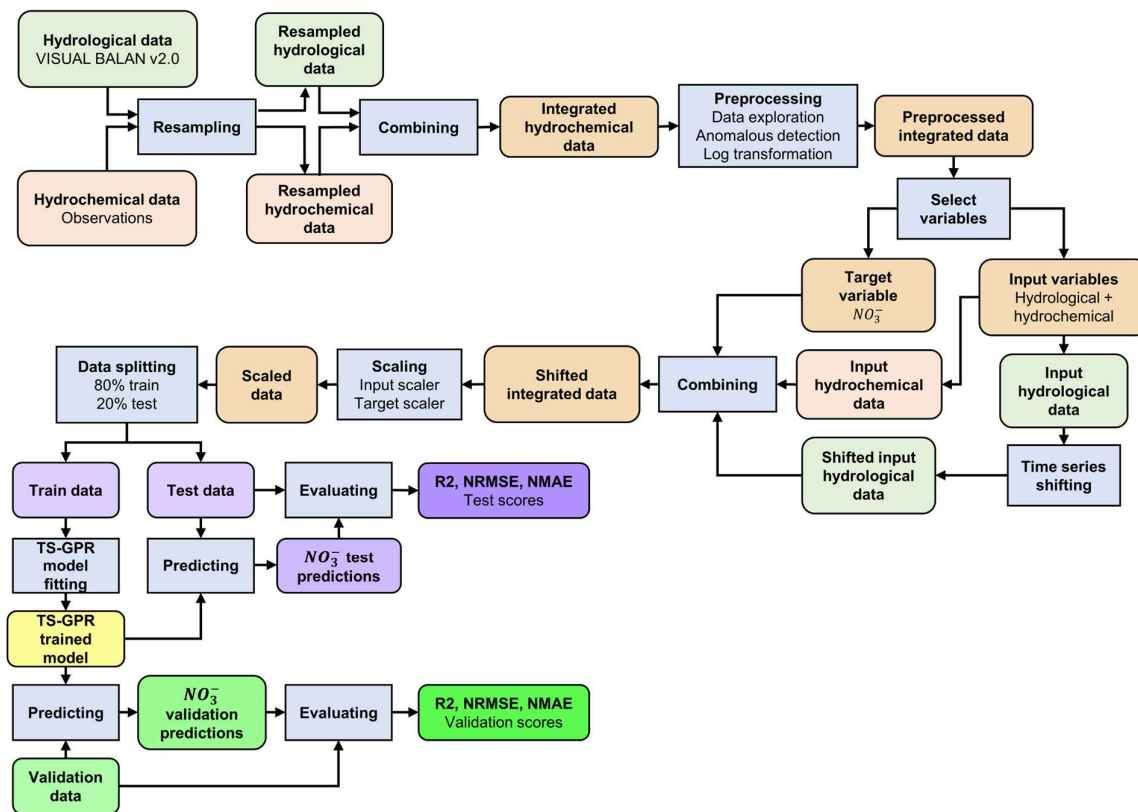 Hydrological data
VISUAL BALAN v2.0
Resampled
hydrological
data
Resampling
Combining
Integrated
hydrochemical
data
Preprocessing
Data exploration
Anomalous detection
Log transformation
Preprocessed
integrated data
Hydrochemical data
Observations
Resampled
hydrochemical
data
Select
variables
Target
variable
NO₃⁻
Input variables
Hydrological +
hydrochemical
Data splitting
80% train
20% test
Scaled
data
Scaling
Input scaler
Target scaler
Shifted
integrated data
Combining
Input
hydrochemical
data
Input
hydrological
data
Shifted input
hydrological
data
Time series
shifting
Train data
Test data
Evaluating
R2, NRMSE, NMAE
Test scores
TS-GPR
model
fitting
Predicting
NO₃⁻ test
predictions
TS-GPR
trained
model
Predicting
NO₃⁻
validation
predictions
Evaluating
R2, NRMSE, NMAE
Validation scores
Validation
data